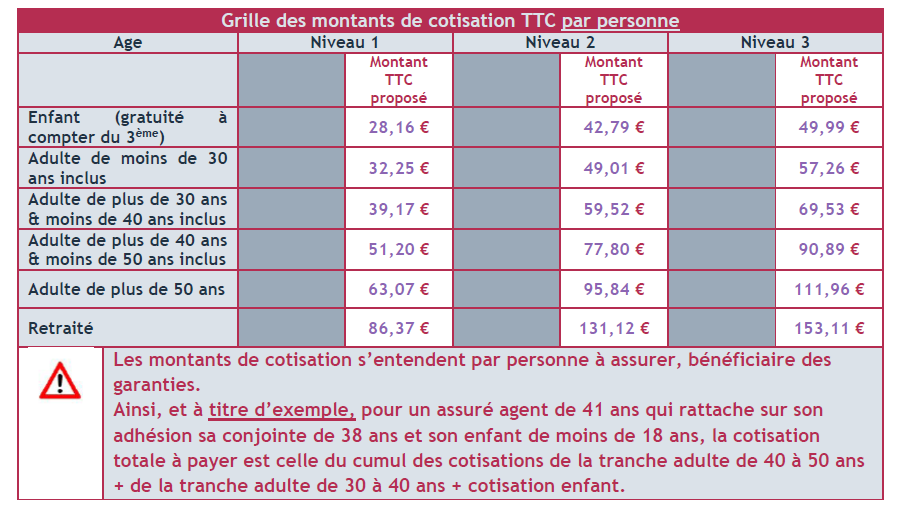 Grille des montants de cotisation TTC par personne
Age Niveau 1 Niveau 2 Niveau 3
Montant TTC proposé Montant TTC proposé Montant TTC proposé
Enfant (gratuité à
compter du 3ème) 28,16 € 42,79 € 49,99 €
Adulte de moins de 30
ans inclus 32,25 € 49,01 € 57,26 €
Adulte de plus de 30 ans
& moins de 40 ans inclus 39,17 € 59,52 € 69,53 €
Adulte de plus de 40 ans
& moins de 50 ans inclus 51,20 € 77,80 € 90,89 €
Adulte de plus de 50 ans 63,07 € 95,84 € 111,96 €
Retraité 86,37 € 131,12 € 153,11 €
Les montants de cotisation s’entendent par personne à assurer, bénéficiaire des
garanties.
Ainsi, et à titre d’exemple, pour un assuré agent de 41 ans qui rattache sur son
adhésion sa conjointe de 38 ans et son enfant de moins de 18 ans, la cotisation
totale à payer est celle du cumul des cotisations de la tranche adulte de 40 à 50 ans
+ de la tranche adulte de 30 à 40 ans + cotisation enfant.